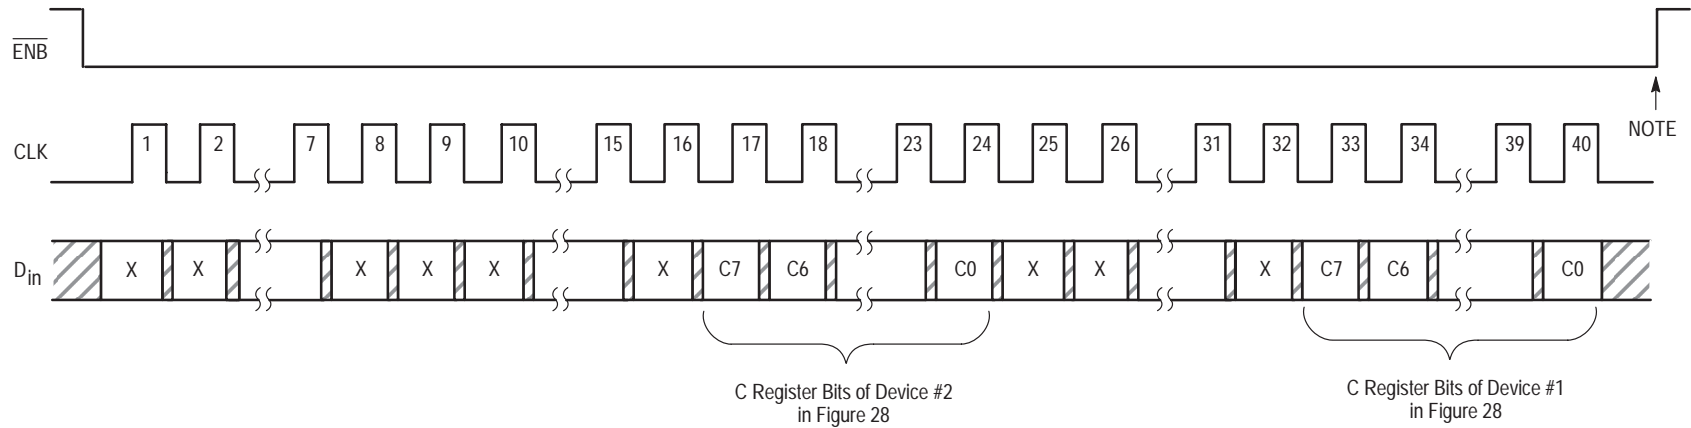 ENB
CLK
1 2 7 8 9 10 15 16 17 18 23 24 25 26 31 32 33 34 39 40
NOTE
Din
X X X X X X C7 C6 C0 X X X C7 C6 C0
C Register Bits of Device #2
in Figure 28
C Register Bits of Device #1
in Figure 28